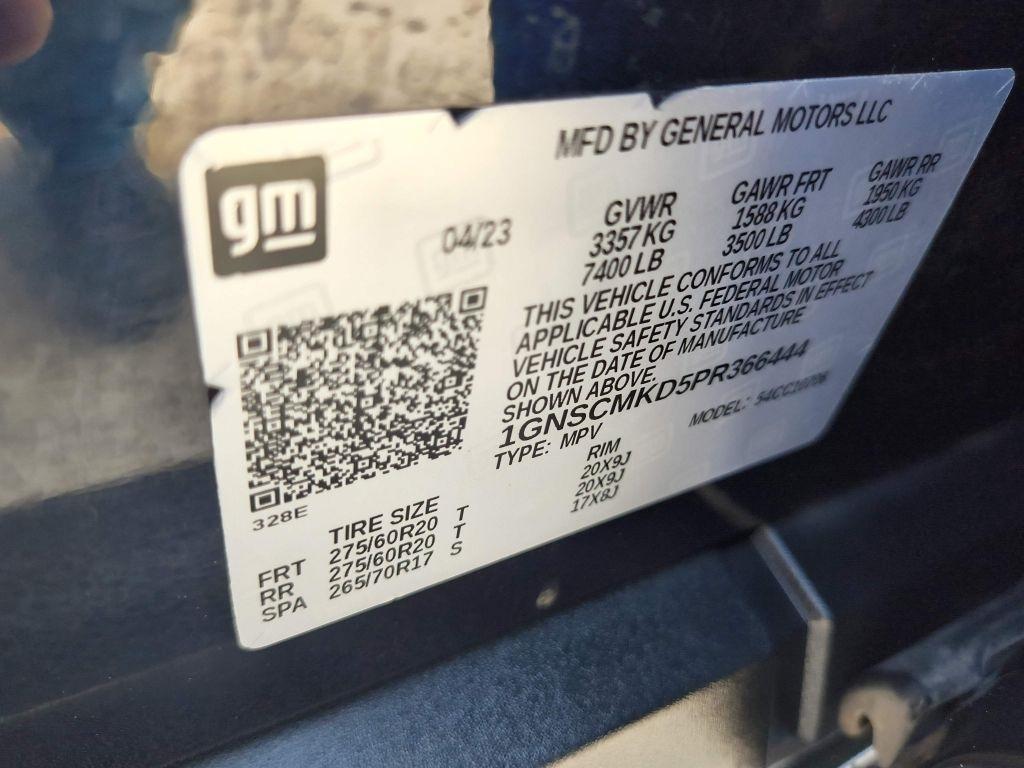 MFD BY GENERAL MOTORS LLC
gm
04/23
GVWR GAWR FRT GAWR RR
3357 KG 1588 KG 1950 KG
7400 LB 3500 LB 4300 LB
THIS VEHICLE CONFORMS TO ALL
APPLICABLE U.S. FEDERAL MOTOR
VEHICLE SAFETY STANDARDS IN EFFECT
ON THE DATE OF MANUFACTURE
SHOWN ABOVE.
1GNSCMKD5PR366444
TYPE: MPV MODEL:
328E
TIRE SIZE RIM
FRT 275/60R20 T 20X9J
RR 275/60R20 T 20X9J
SPA 265/70R17 S 17X8J